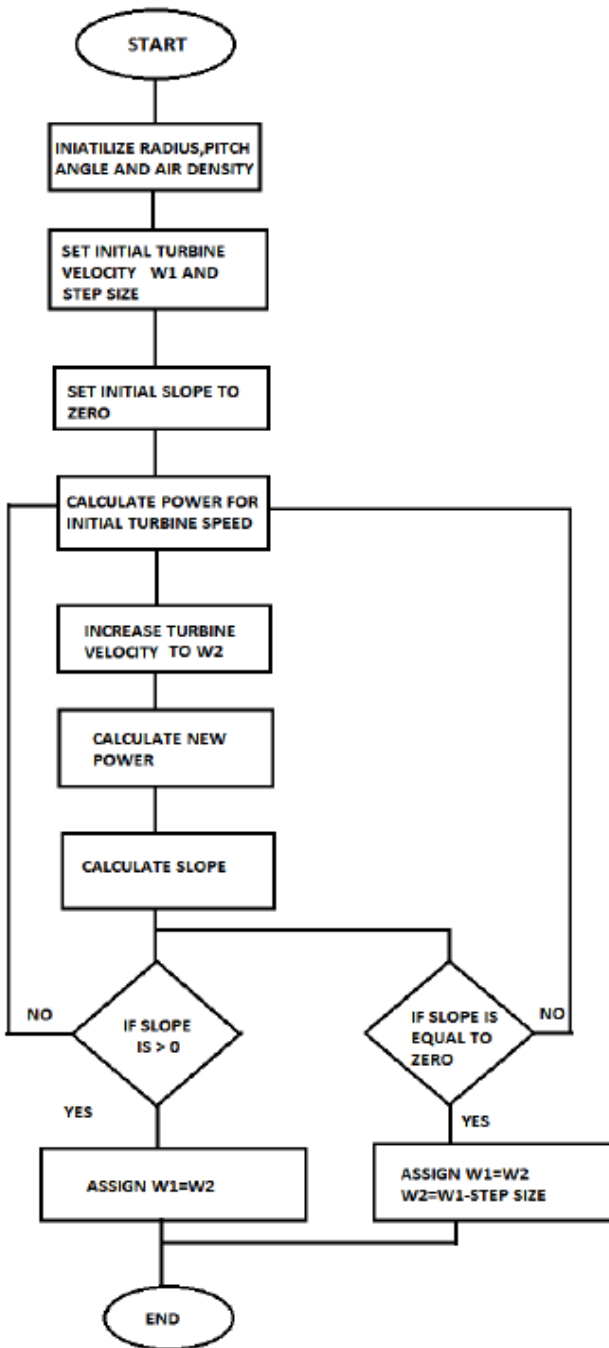 START
INIATILIZE RADIUS,PITCH
ANGLE AND AIR DENSITY
SET INITIAL TURBINE
VELOCITY W1 AND
STEP SIZE
SET INITIAL SLOPE TO
ZERO
CALCULATE POWER FOR
INITIAL TURBINE SPEED
INCREASE TURBINE
VELOCITY TO W2
CALCULATE NEW
POWER
CALCULATE SLOPE
NO
IF SLOPE
IS > 0
IF SLOPE IS
EQUAL TO
ZERO
NO
YES
YES
ASSIGN W1=W2
ASSIGN W1=W2
W2=W1-STEP SIZE
END